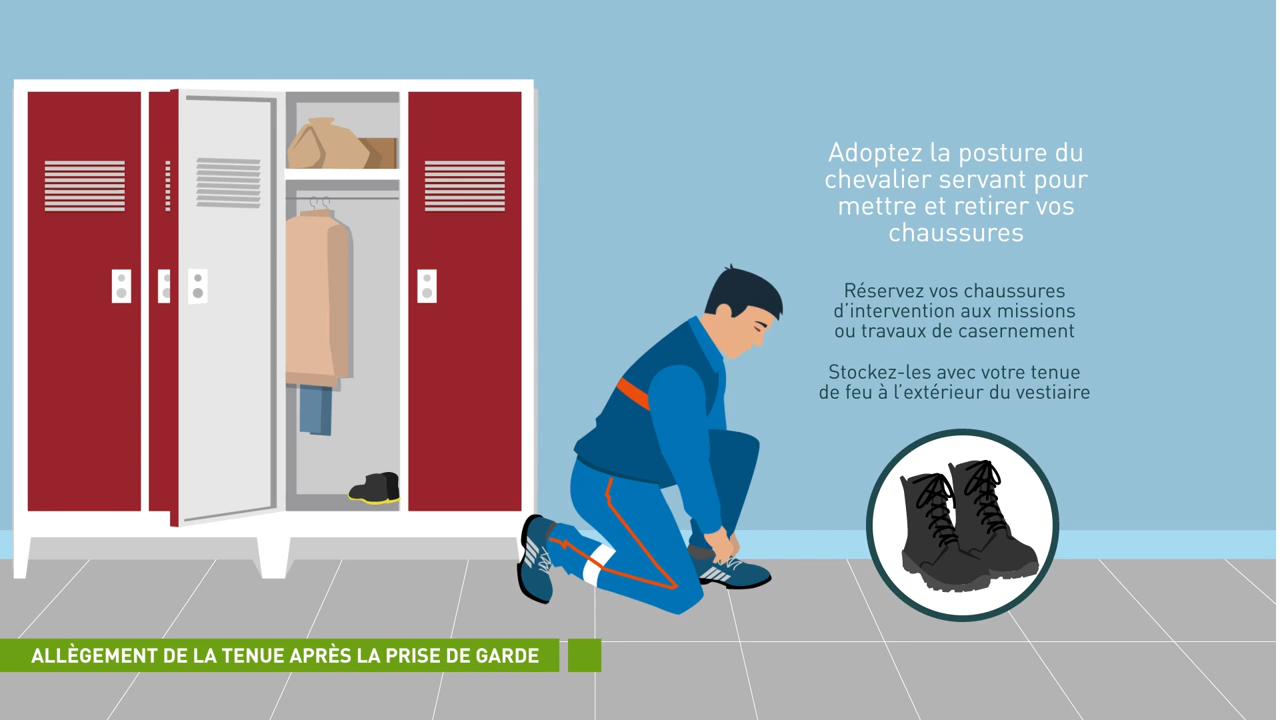 Adoptez la posture du
chevalier servant pour
mettre et retirer vos
chaussures
Réservez vos chaussures
d'intervention aux missions
ou travaux de casernement
Stockez-les avec votre tenue
de feu à l'extérieur du vestiaire
ALLÈGEMENT DE LA TENUE APRÈS LA PRISE DE GARDE